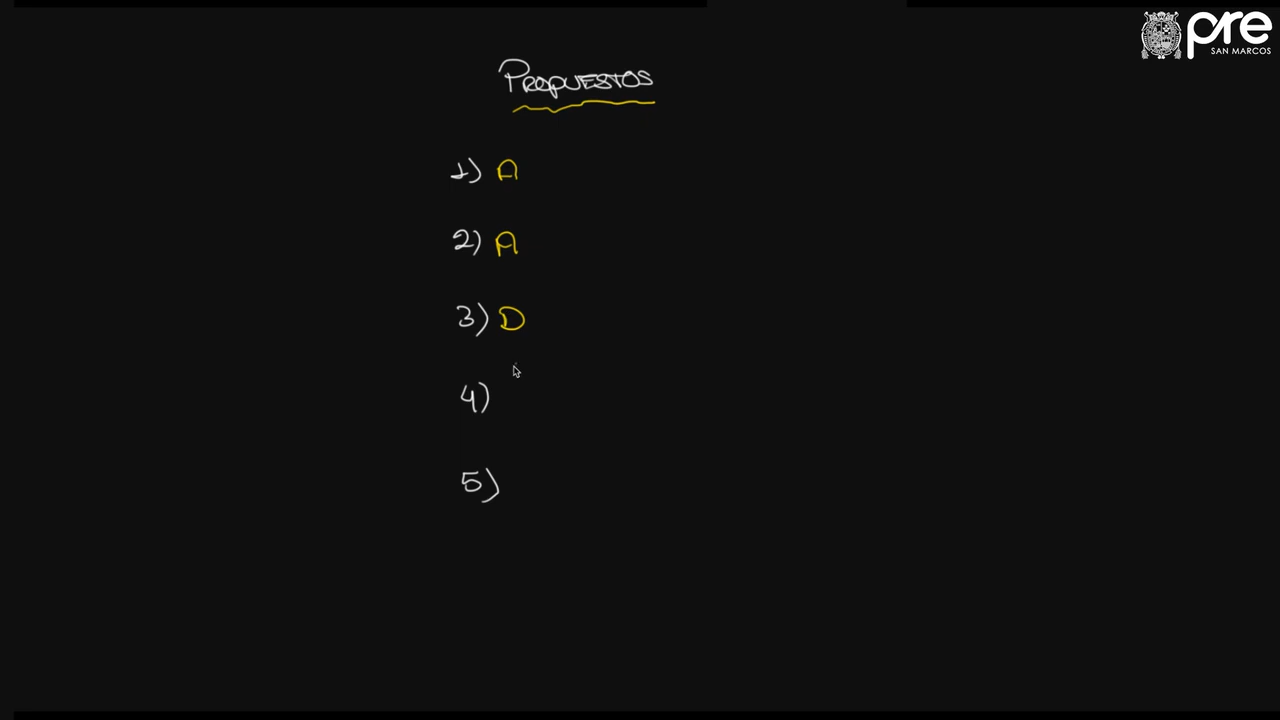 pre
SAN MARCOS
PROPUESTOS
1) A
2) A
3) D
4)
5)